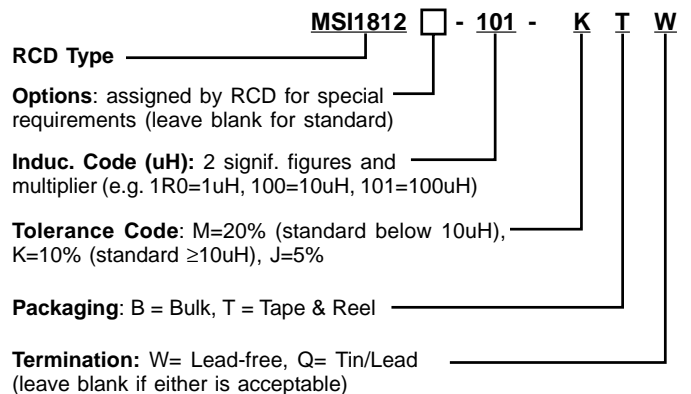 MSI1812 □ - 101 - K T W
RCD Type
Options: assigned by RCD for special
requirements (leave blank for standard)
Induc. Code (uH): 2 signif. figures and
multiplier (e.g. 1R0=1uH, 100=10uH, 101=100uH)
Tolerance Code: M=20% (standard below 10uH),
K=10% (standard ≥10uH), J=5%
Packaging: B = Bulk, T = Tape & Reel
Termination: W= Lead-free, Q= Tin/Lead
(leave blank if either is acceptable)